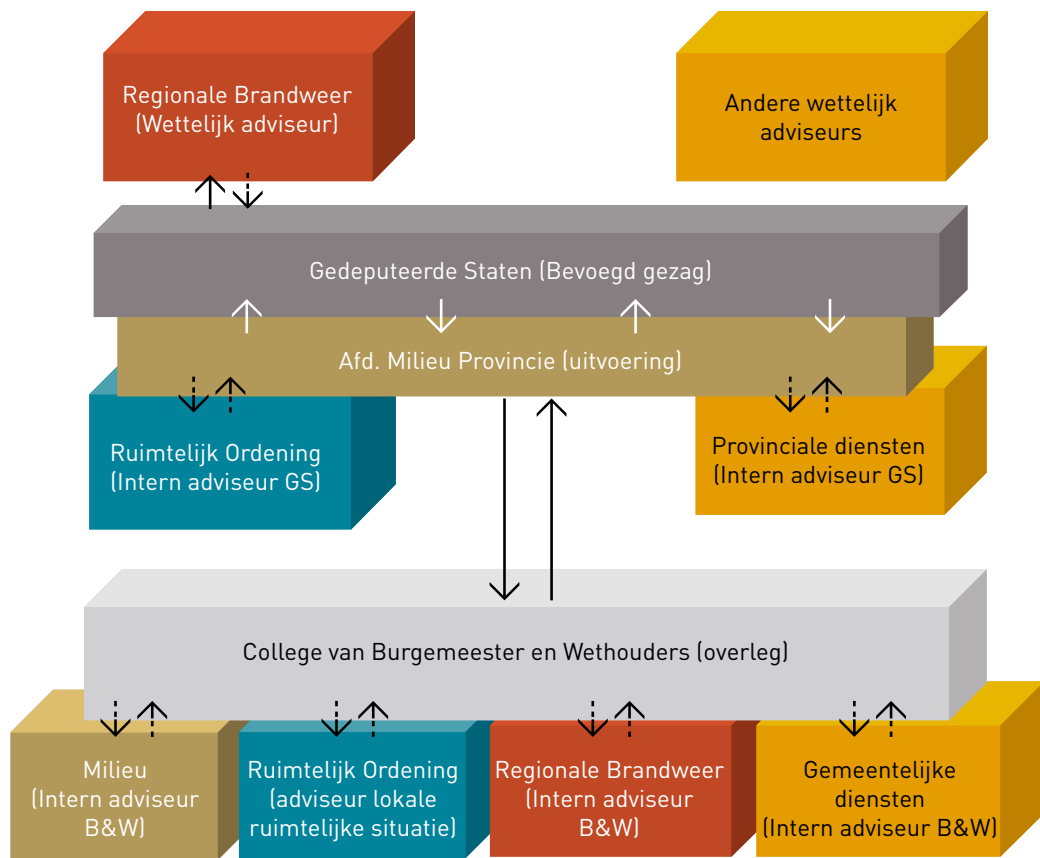 Regionale Brandweer
(Wettelijk adviseur)
Andere wettelijk
adviseurs
Gedeputeerde Staten (Bevoegd gezag)
Afd. Milieu Provincie (uitvoering)
Ruimtelijk Ordening
(Intern adviseur GS)
Provinciale diensten
(Intern adviseur GS)
College van Burgemeester en Wethouders (overleg)
Milieu
(Intern adviseur
B&W)
Ruimtelijk Ordening
(adviseur lokale
ruimtelijke situatie)
Regionale Brandweer
(Intern adviseur
B&W)
Gemeentelijke
diensten
(Intern adviseur B&W)